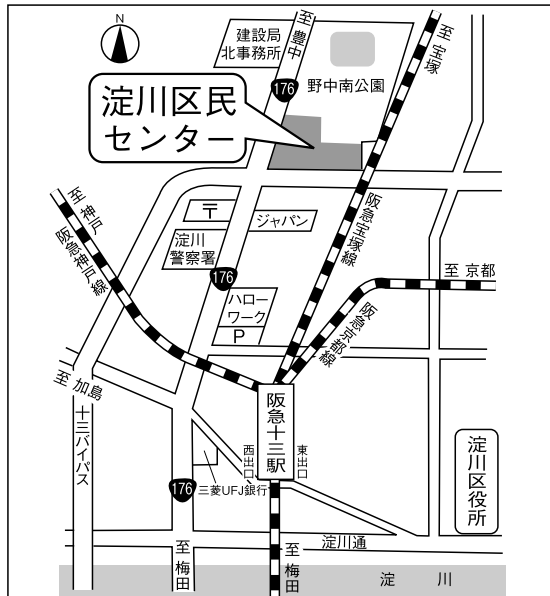 N
建設局
北事務所
至 豊中
至 宝塚
176
野中南公園
淀川区民
センター
〒
ジャパン
淀川
警察署
176
ハロー
ワーク
P
至 神戸
阪急神戸線
阪急宝塚線
至 京都
阪急京都線
至 加島
十三バイパス
阪急十三駅
西出口
東出口
三菱UFJ銀行
176
淀川区役所
淀川通
至 梅田
至 梅田
淀川